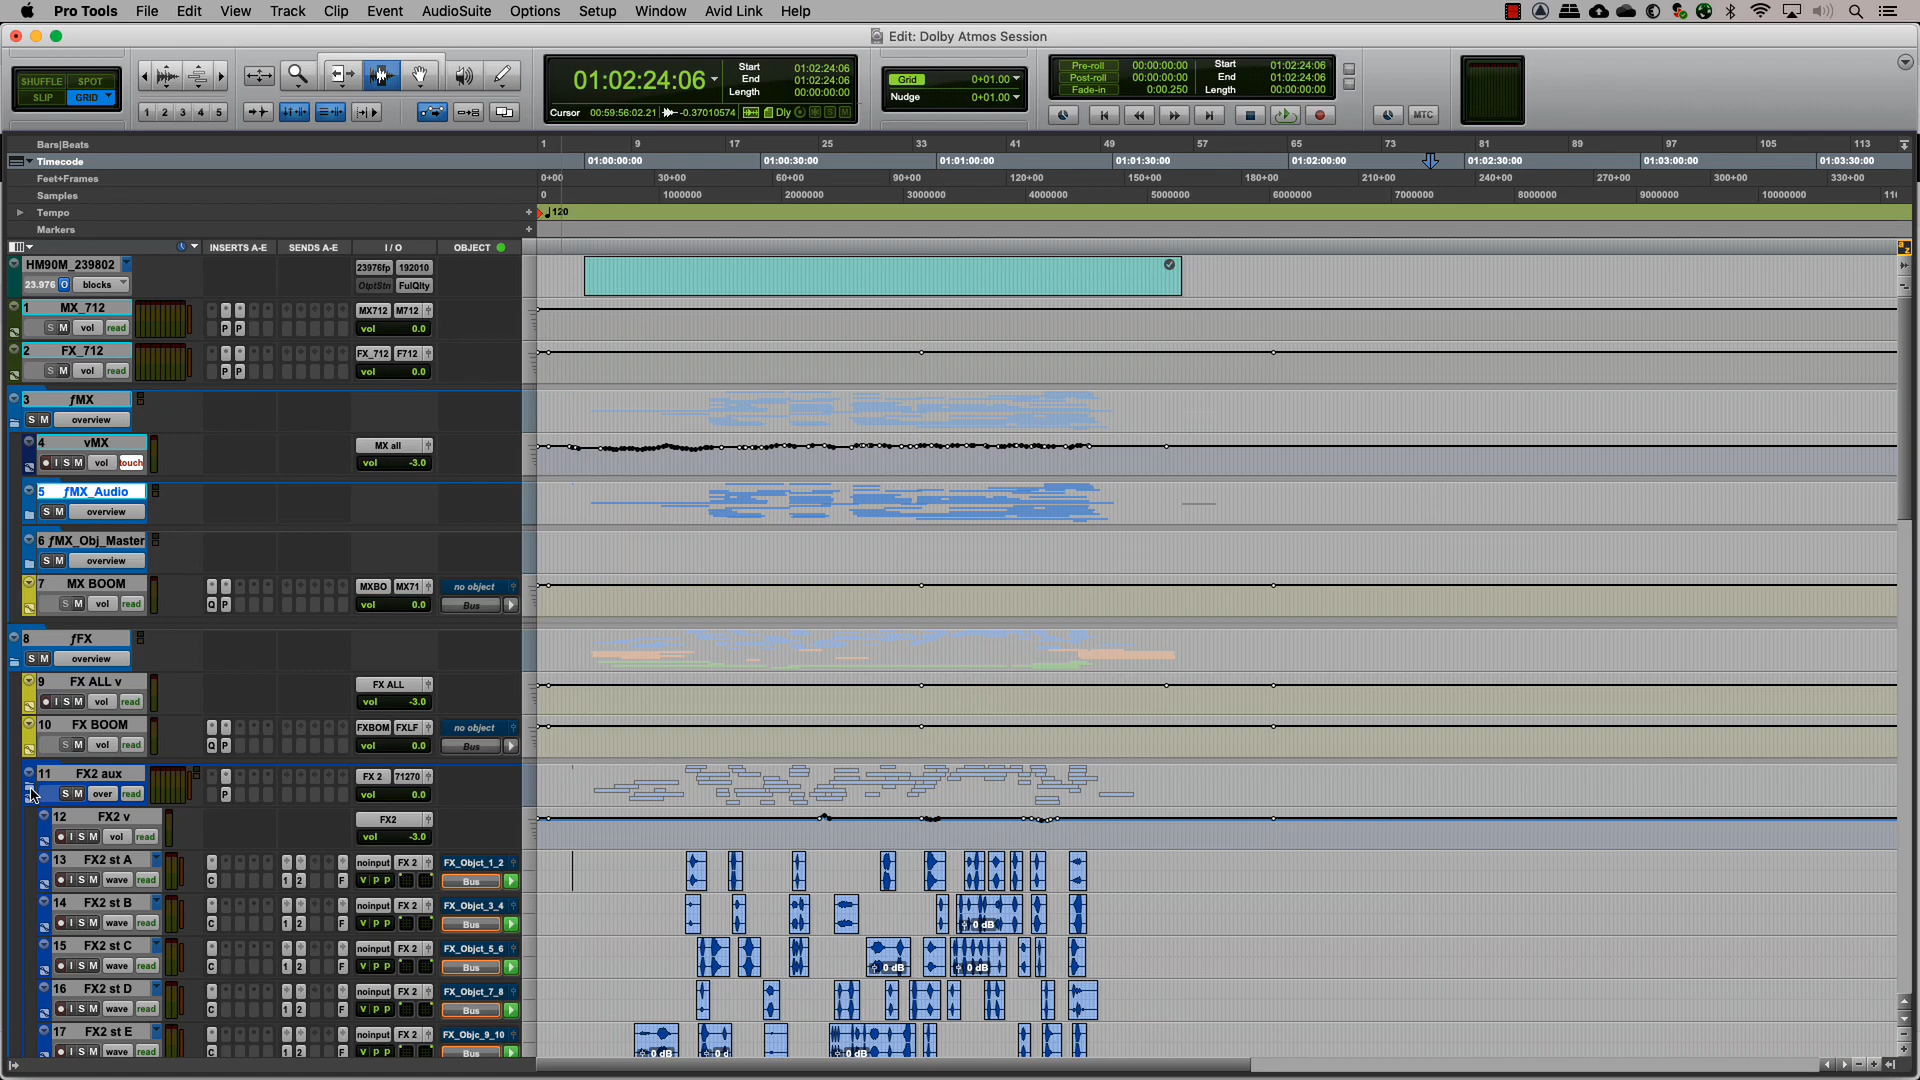 Pro Tools File Edit View Track Clip Event AudioSuite Options Setup Window Avid Link Help
Edit: Dolby Atmos Session
SHUFFLE SPOT
SLIP GRID
1 2 3 4 5
01:02:24:06
Start 01:02:24:06
End 01:02:24:06
Length 00:00:00:00
Cursor 00:59:56:02.21 -0.37010574 Dly S M
Grid 0+01.00
Nudge 0+01.00
Pre-roll 00:00:00:00
Post-roll 00:00:00:00
Fade-in 0:00.250
Start 01:02:24:06
End 01:02:24:06
Length 00:00:00:00
MTC
Bars|Beats 1 9 17 25 33 41 49 57 65 73 81 89 97 105 113
Timecode 01:00:00:00 01:00:30:00 01:01:00:00 01:01:30:00 01:02:00:00 01:02:30:00 01:03:00:00 01:03:30:00
Feet+Frames 0+00 30+00 60+00 90+00 120+00 150+00 180+00 210+00 240+00 270+00 300+00 330+00
Samples 0 1000000 2000000 3000000 4000000 5000000 6000000 7000000 8000000 9000000 10000000
Tempo 120
Markers
INSERTS A-E SENDS A-E I / O OBJECT
HM90M_239802 23976fp 192010
23.976 O blocks OtptStn FulQlty
1 MX_712 MX712 M712
S M vol read P P vol 0.0
2 FX_712 FX_712 F712
S M vol read P P vol 0.0
3 ƒMX
S M overview
4 vMX MX all
I S M vol touch vol -3.0
5 ƒMX_Audio
S M overview
6 ƒMX_Obj_Master
S M overview
7 MX BOOM MXBO MX71 no object
S M vol read Q P vol 0.0 Bus
8 ƒFX
S M overview
9 FX ALL v FX ALL
I S M vol read vol -3.0
10 FX BOOM FXBOM FXLF no object
S M vol read Q P vol 0.0 Bus
11 FX2 aux FX 2 71270
S M over read P vol 0.0
12 FX2 v FX2
I S M vol read vol -3.0
13 FX2 st A noinput FX 2 FX_Objct_1_2
I S M wave read C 1 2 F V p p Bus
14 FX2 st B noinput FX 2 FX_Objct_3_4
I S M wave read C 1 2 F V p p Bus 0 dB
15 FX2 st C noinput FX 2 FX_Objct_5_6
I S M wave read C 1 2 F V p p Bus 0 dB 0 dB
16 FX2 st D noinput FX 2 FX_Objct_7_8
I S M wave read C 1 2 F V p p Bus
17 FX2 st E noinput FX 2 FX_Objc_9_10
I S M wave read C 1 2 F V p p Bus 0 dB 0 d 0 dB